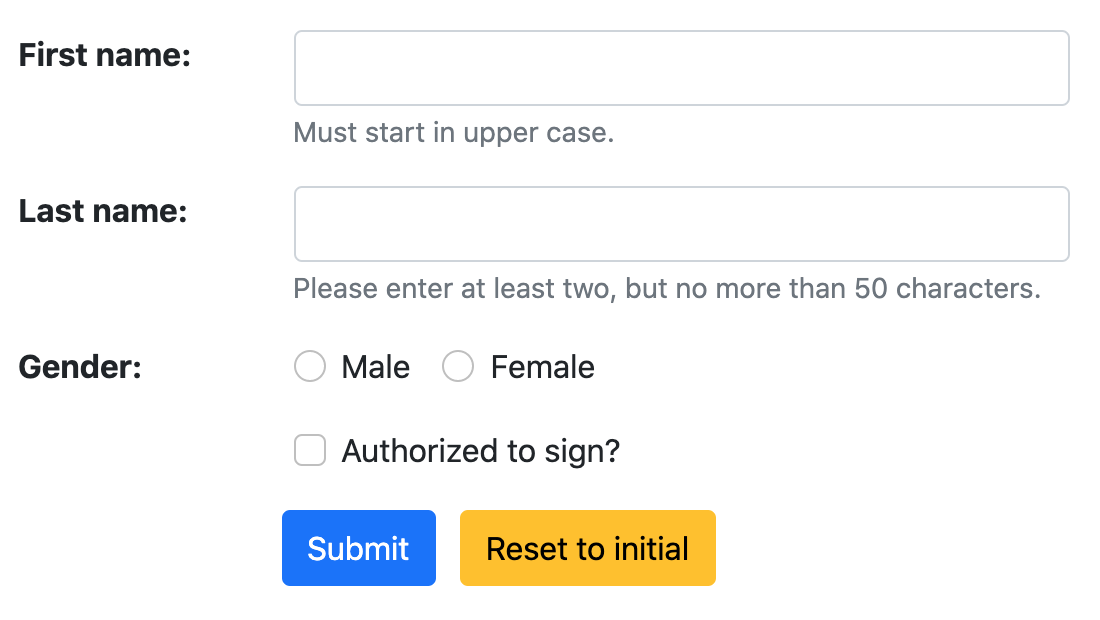 First name:
Must start in upper case.
Last name:
Please enter at least two, but no more than 50 characters.
Gender: Male Female
Authorized to sign?
Submit Reset to initial